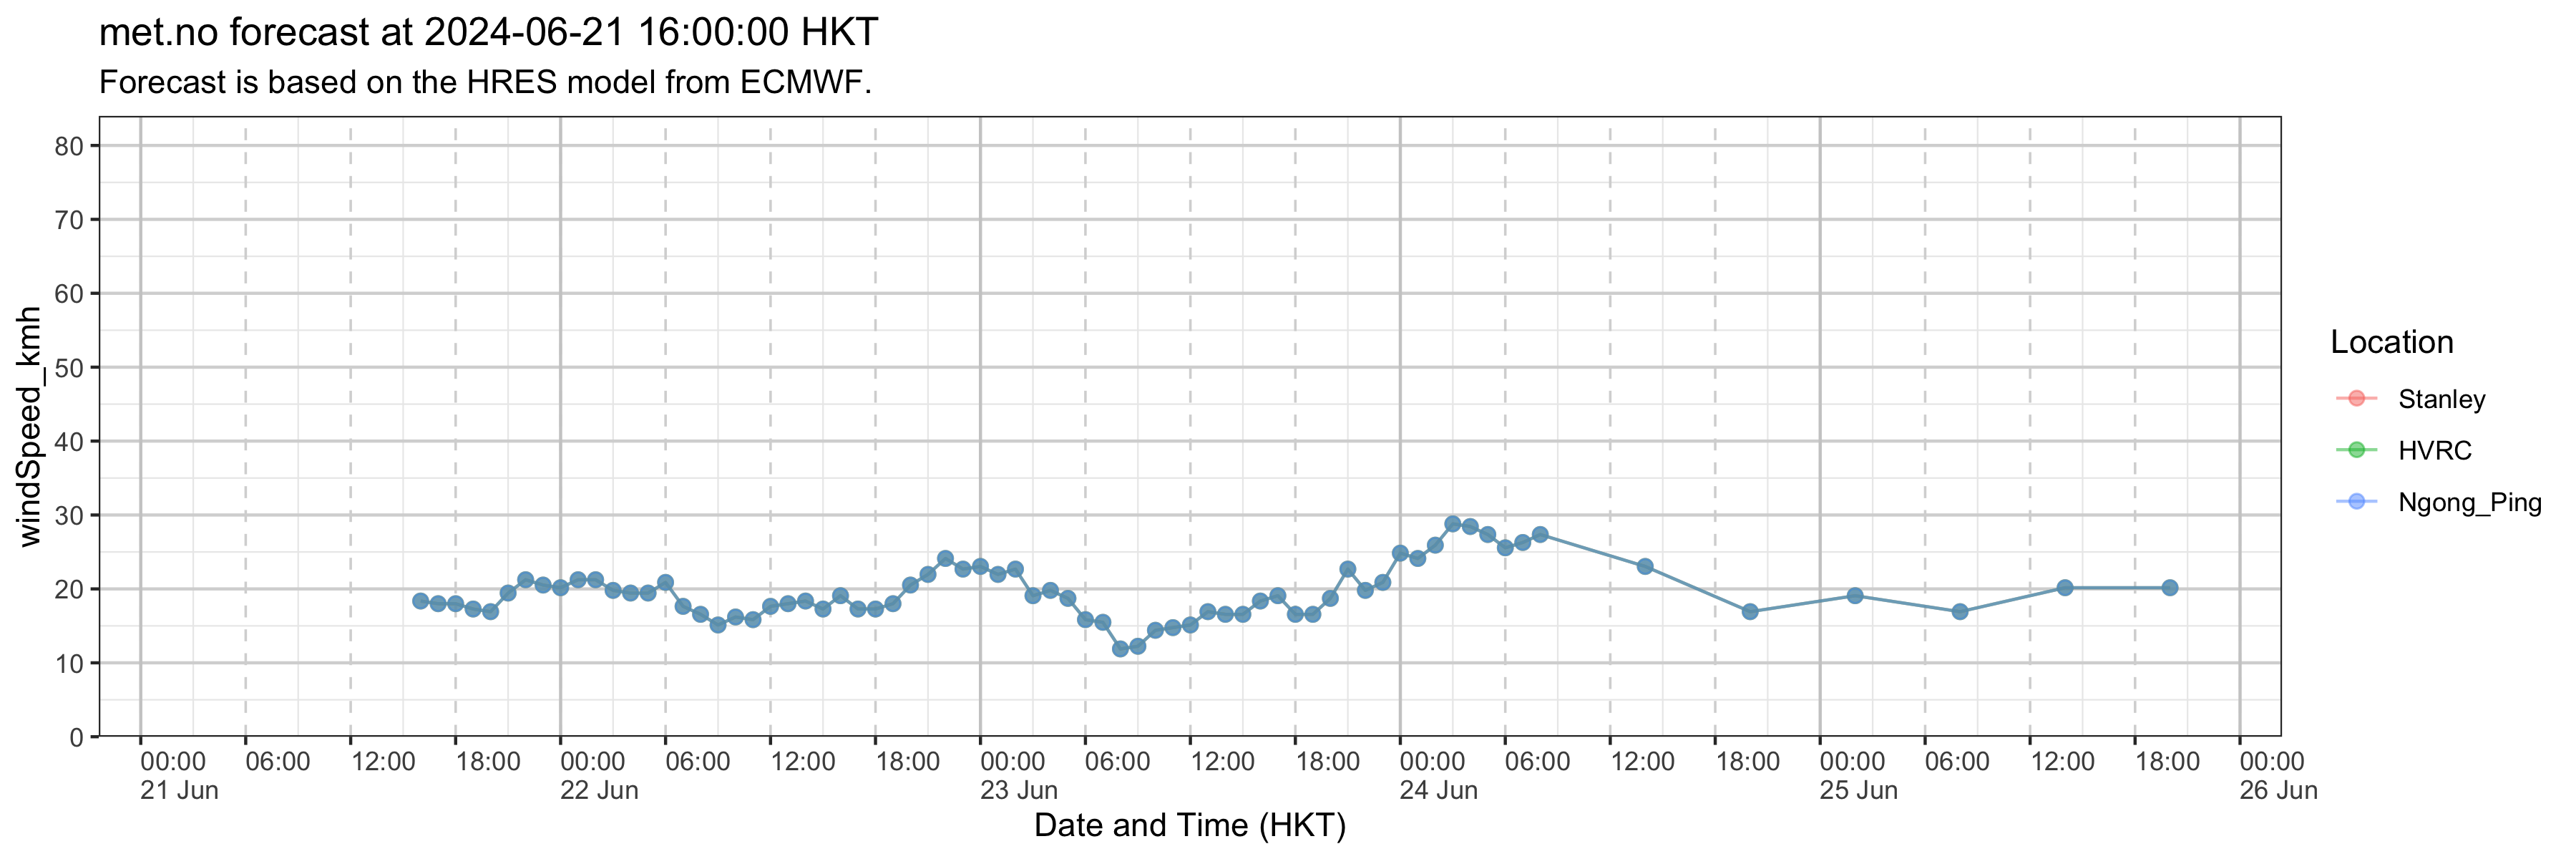 met.no forecast at 2024-06-21 16:00:00 HKT
Forecast is based on the HRES model from ECMWF.
windSpeed_kmh
80
70
60
50
40
30
20
10
0
00:00 06:00 12:00 18:00 00:00 06:00 12:00 18:00 00:00 06:00 12:00 18:00 00:00 06:00 12:00 18:00 00:00 06:00 12:00 18:00 00:00
21 Jun 22 Jun 23 Jun 24 Jun 25 Jun 26 Jun
Date and Time (HKT)
Location
Stanley
HVRC
Ngong_Ping